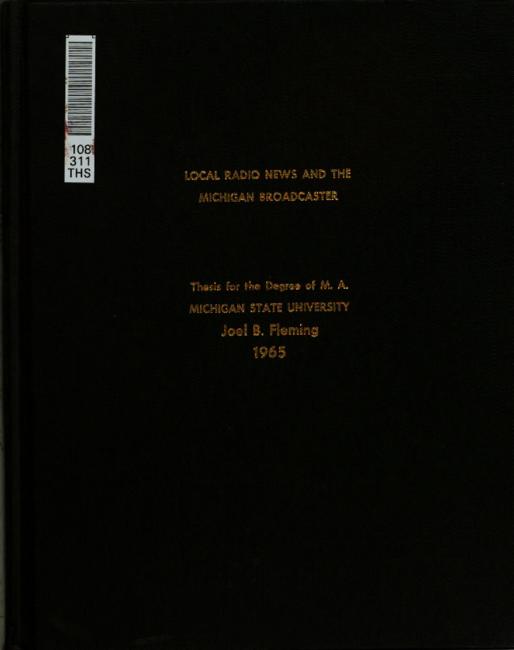 108
311
THS
LOCAL RADIO NEWS AND THE
MICHIGAN BROADCASTER
Thesis for the Degree of M. A.
MICHIGAN STATE UNIVERSITY
Joel B. Fleming
1965